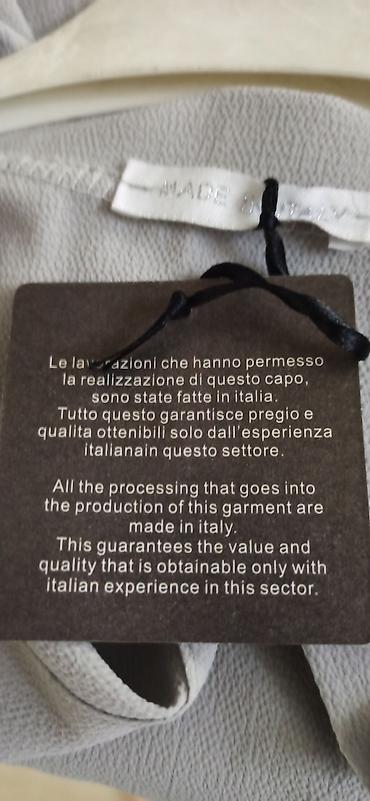 MADE IN ITALY
Le lavorazioni che hanno permesso
la realizzazione di questo capo,
sono state fatte in italia.
Tutto questo garantisce pregio e
qualita ottenibili solo dall'esperienza
italianain questo settore.
All the processing that goes into
the production of this garment are
made in italy.
This guarantees the value and
quality that is obtainable only with
italian experience in this sector.